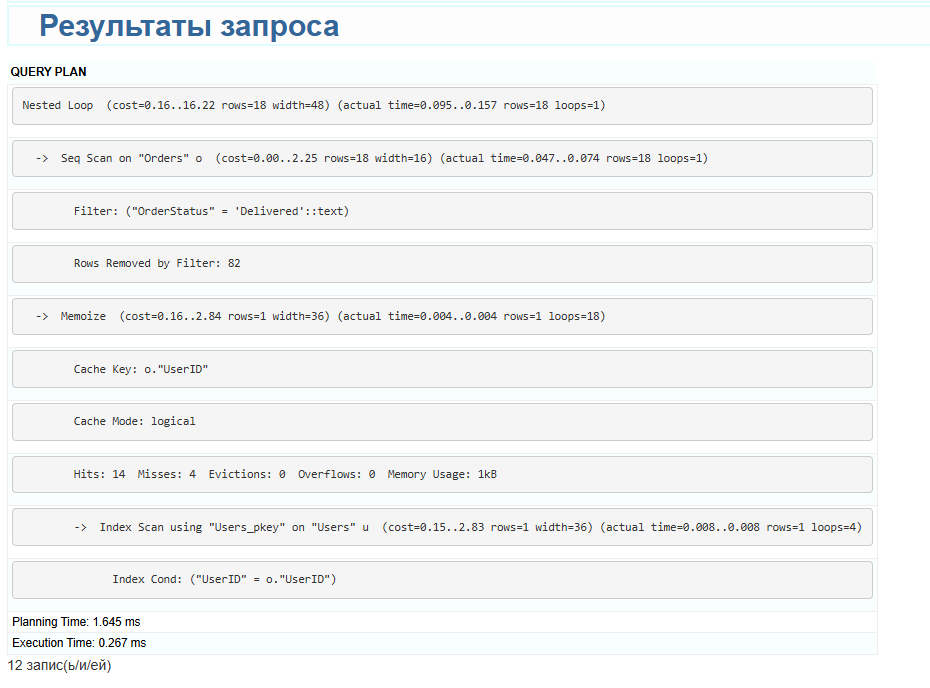 Результаты запроса
QUERY PLAN
Nested Loop  (cost=0.16..16.22 rows=18 width=48) (actual time=0.095..0.157 rows=18 loops=1)
->  Seq Scan on "Orders" o  (cost=0.00..2.25 rows=18 width=16) (actual time=0.047..0.074 rows=18 loops=1)
Filter: ("OrderStatus" = 'Delivered'::text)
Rows Removed by Filter: 82
->  Memoize  (cost=0.16..2.84 rows=1 width=36) (actual time=0.004..0.004 rows=1 loops=18)
Cache Key: o."UserID"
Cache Mode: logical
Hits: 14  Misses: 4  Evictions: 0  Overflows: 0  Memory Usage: 1kB
->  Index Scan using "Users_pkey" on "Users" u  (cost=0.15..2.83 rows=1 width=36) (actual time=0.008..0.008 rows=1 loops=4)
Index Cond: ("UserID" = o."UserID")
Planning Time: 1.645 ms
Execution Time: 0.267 ms
12 запис(ь/и/ей)